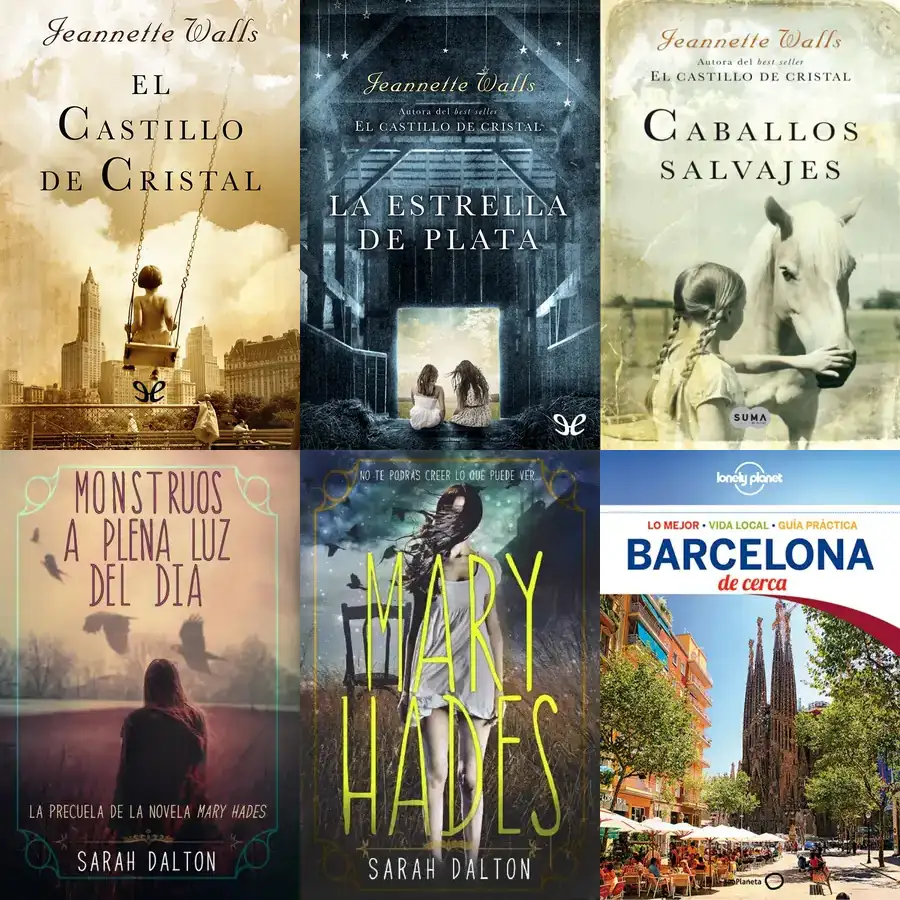 Jeannette Walls
EL
CASTILLO
DE CRISTAL
Jeannette Walls
Autora del best seller
EL CASTILLO DE CRISTAL
LA ESTRELLA
DE PLATA
Jeannette Walls
Autora del best seller
EL CASTILLO DE CRISTAL
CABALLOS
SALVAJES
SUMA
MONSTRUOS
A PLENA LUZ
DEL DIA
LA PRECUELA DE LA NOVELA MARY HADES
SARAH DALTON
NO TE PODRÁS CREER LO QUE PUEDE VER...
MARY
HADES
SARAH DALTON
lonely planet
LO MEJOR • VIDA LOCAL • GUÍA PRÁCTICA
BARCELONA
de cerca